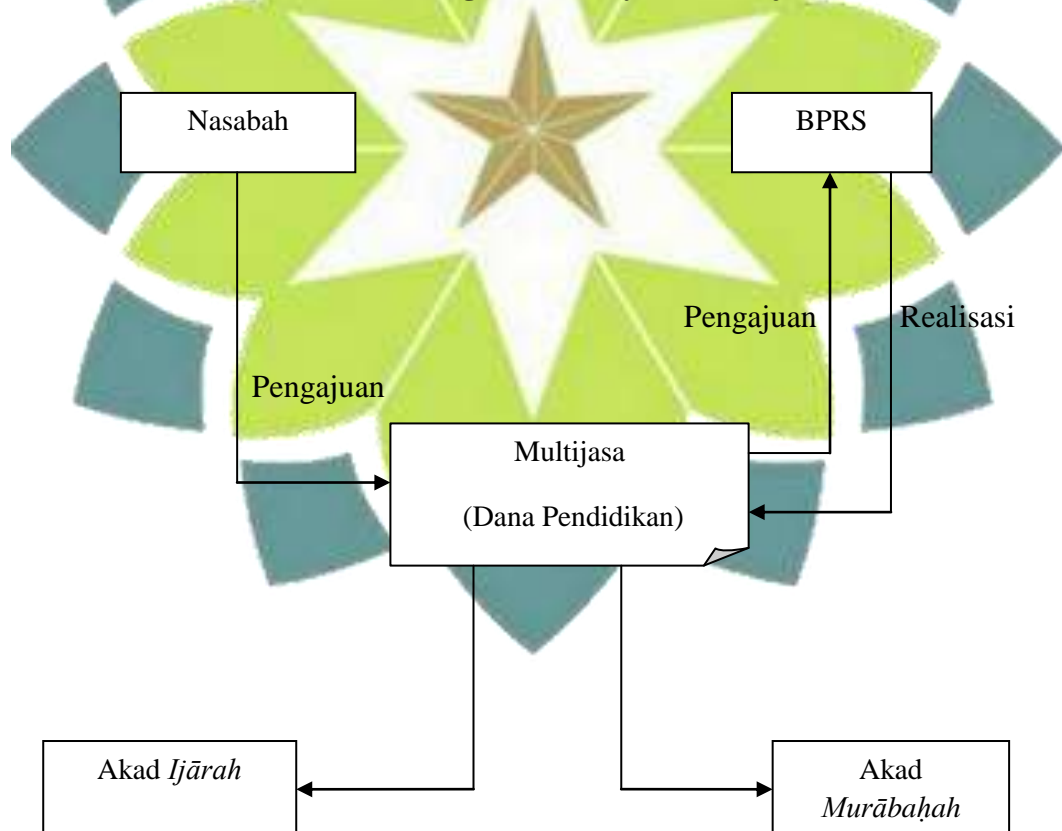 Nasabah
BPRS
Pengajuan
Realisasi
Pengajuan
Multijasa
(Dana Pendidikan)
Akad Ijārah
Akad
Murābaḥah